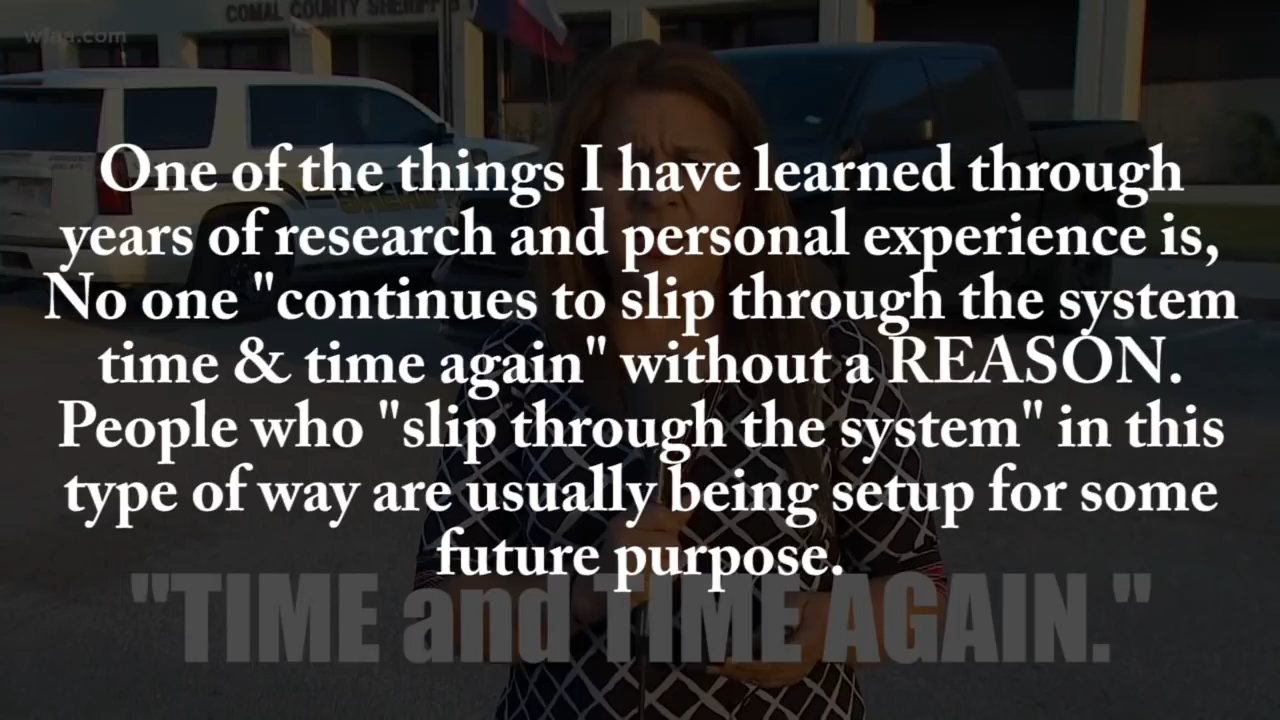 wfaa.com
COMAL COUNTY SHERIFF'S
One of the things I have learned through
years of research and personal experience is,
No one "continues to slip through the system
time & time again" without a REASON.
People who "slip through the system" in this
type of way are usually being setup for some
future purpose.
"TIME and TIME AGAIN."